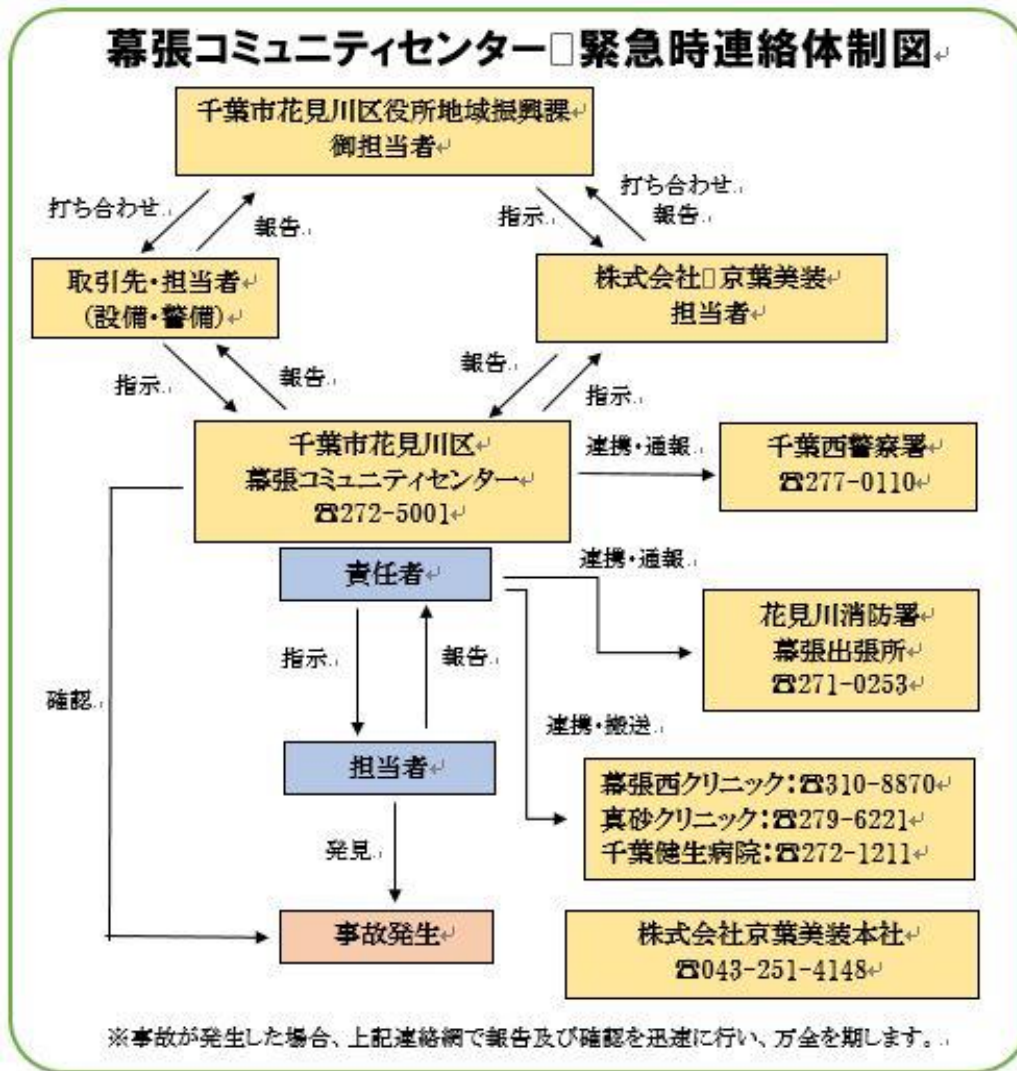 幕張コミュニティセンター□緊急時連絡体制図
千葉市花見川区役所地域振興課
御担当者
打ち合わせ
報告
指示
打ち合わせ
報告
取引先・担当者
(設備・警備)
株式会社□京葉美装
担当者
指示
報告
報告
指示
千葉市花見川区
幕張コミュニティセンター
☎272-5001
連携・通報
千葉西警察署
☎277-0110
責任者
連携・通報
花見川消防署
幕張出張所
☎271-0253
指示
報告
確認
連携・搬送
担当者
幕張西クリニック：☎310-8870
真砂クリニック：☎279-6221
千葉健生病院：☎272-1211
発見
事故発生
株式会社京葉美装本社
☎043-251-4148
※事故が発生した場合、上記連絡網で報告及び確認を迅速に行い、万全を期します。